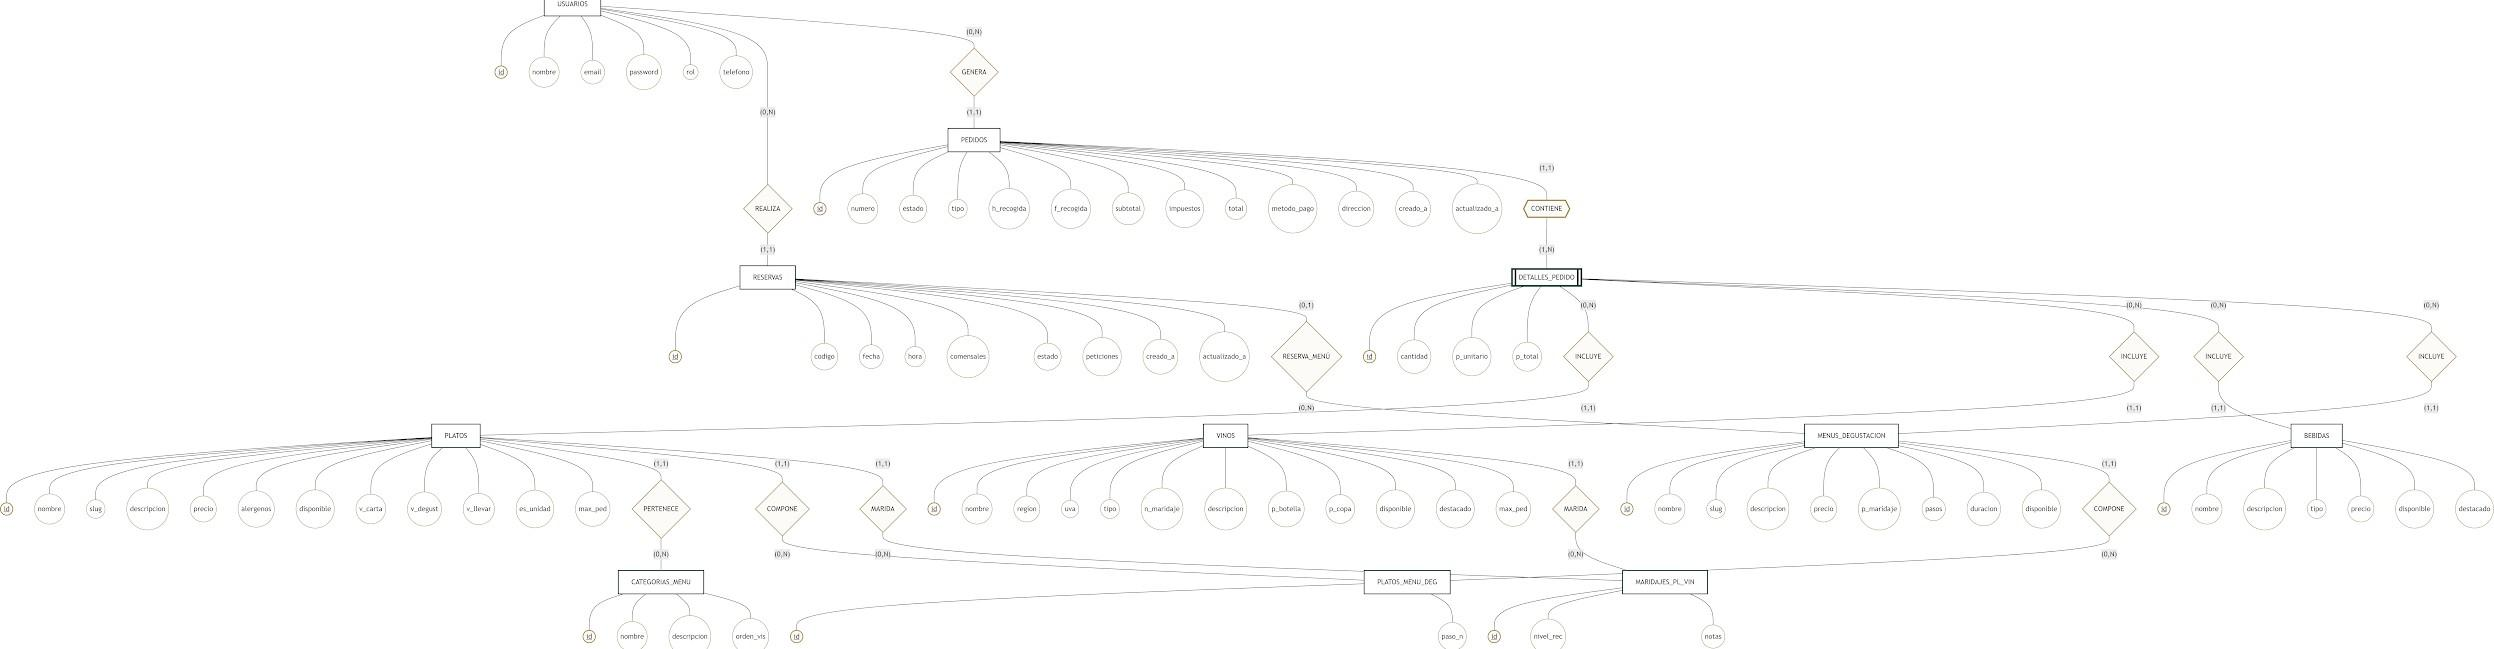 USUARIOS
(0,N)
id
nombre
email
password
rol
telefono
GENERA
(0,N)
(1,1)
PEDIDOS
(1,1)
REALIZA
id
numero
estado
tipo
h_recogida
f_recogida
subtotal
impuestos
total
metodo_pago
direccion
creado_a
actualizado_a
CONTIENE
(1,1)
(1,N)
RESERVAS
DETALLES_PEDIDO
(0,1)
(0,N)
(0,N)
(0,N)
(0,N)
id
codigo
fecha
hora
comensales
estado
peticiones
creado_a
actualizado_a
RESERVA_MENÚ
id
cantidad
p_unitario
p_total
INCLUYE
INCLUYE
INCLUYE
INCLUYE
(0,N)
(1,1)
(1,1)
(1,1)
(1,1)
PLATOS
VINOS
MENUS_DEGUSTACION
BEBIDAS
(1,1)
(1,1)
(1,1)
(1,1)
(1,1)
id
nombre
slug
descripcion
precio
alergenos
disponible
v_carta
v_degust
v_llevar
es_unidad
max_ped
PERTENECE
COMPONE
MARIDA
id
nombre
region
uva
tipo
n_maridaje
descripcion
p_botella
p_copa
disponible
destacado
max_ped
MARIDA
id
nombre
slug
descripcion
precio
p_maridaje
pasos
duracion
disponible
COMPONE
id
nombre
descripcion
tipo
precio
disponible
destacado
(0,N)
(0,N)
(0,N)
(0,N)
(0,N)
CATEGORIAS_MENU
PLATOS_MENU_DEG
MARIDAJES_PL_VIN
id
nombre
descripcion
orden_vis
id
paso_n
id
nivel_rec
notas